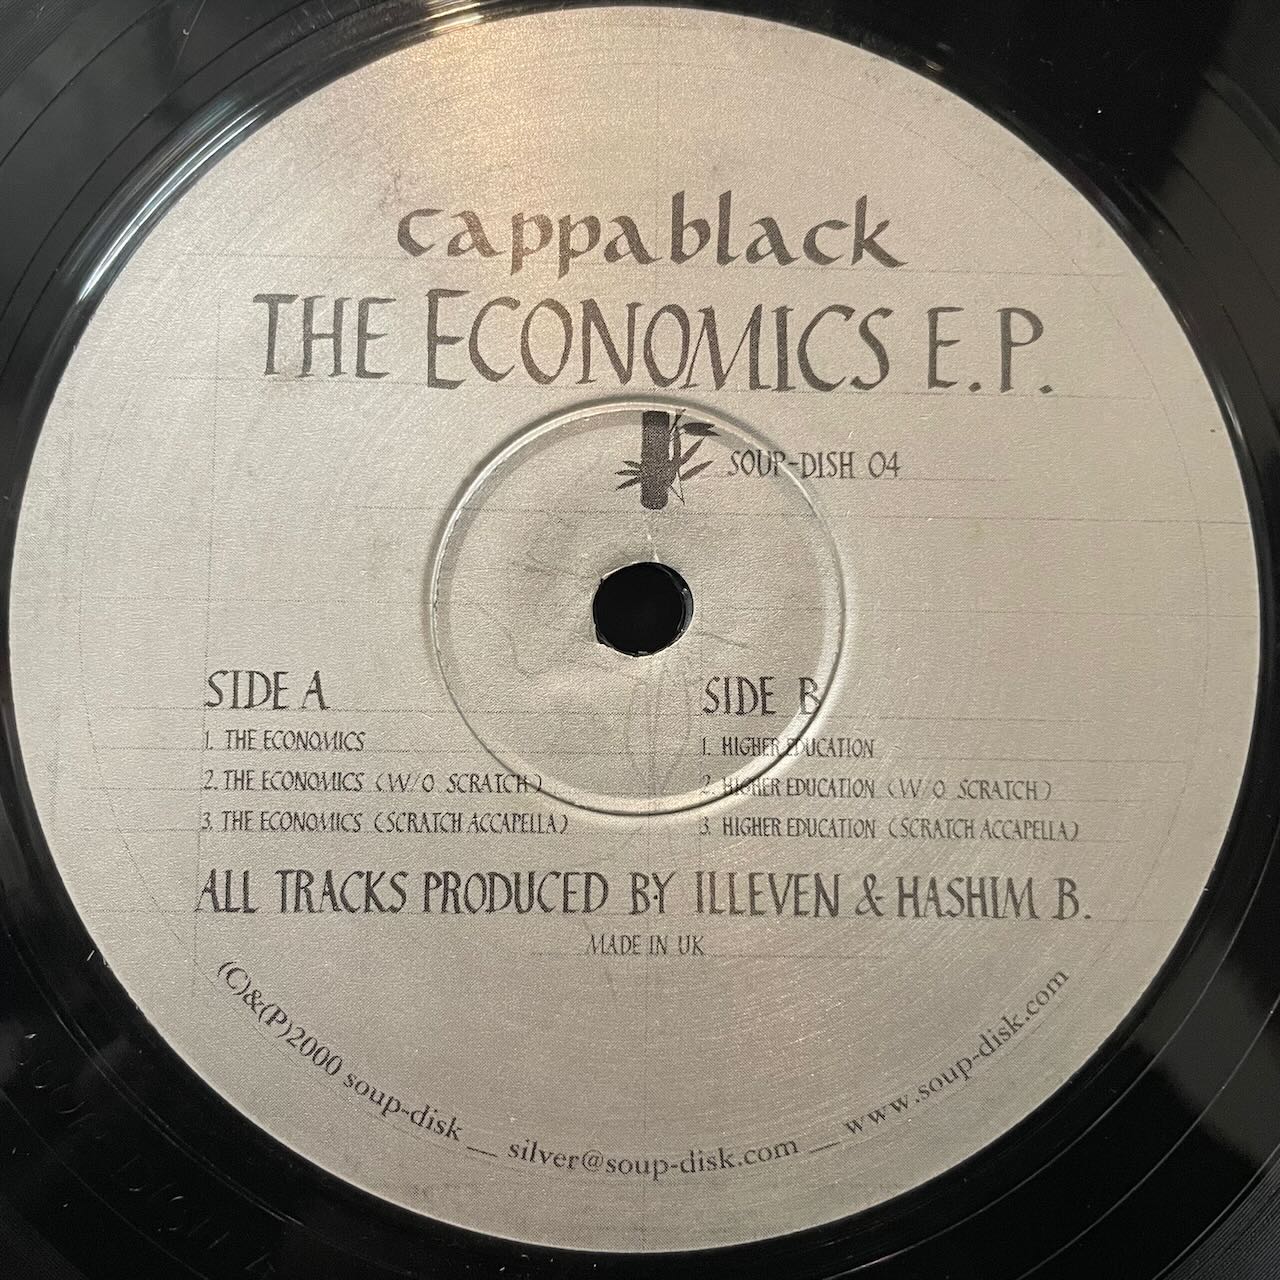 cappablack
THE ECONOMICS E.P.
SOUP-DISH 04
SIDE A
1. THE ECONOMICS
2. THE ECONOMICS (W/O SCRATCH)
3. THE ECONOMICS (SCRATCH ACCAPELLA)
SIDE B
1. HIGHER EDUCATION
2. HIGHER EDUCATION (W/O SCRATCH)
3. HIGHER EDUCATION (SCRATCH ACCAPELLA)
ALL TRACKS PRODUCED BY ILLEVEN & HASHIM B.
MADE IN UK
(C)&(P)2000 soup-disk __ silver@soup-disk.com __ www.soup-disk.com